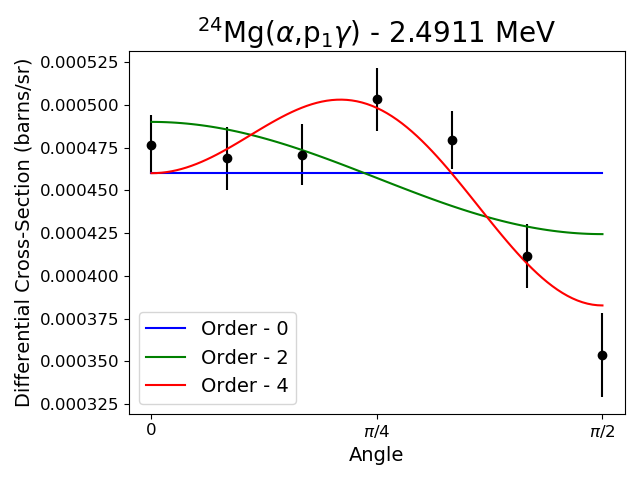 ²⁴Mg(α,p₁γ) - 2.4911 MeV
Differential Cross-Section (barns/sr)
0.000525
0.000500
0.000475
0.000450
0.000425
0.000400
0.000375
0.000350
0.000325
Order - 0
Order - 2
Order - 4
0 π/4 π/2
Angle